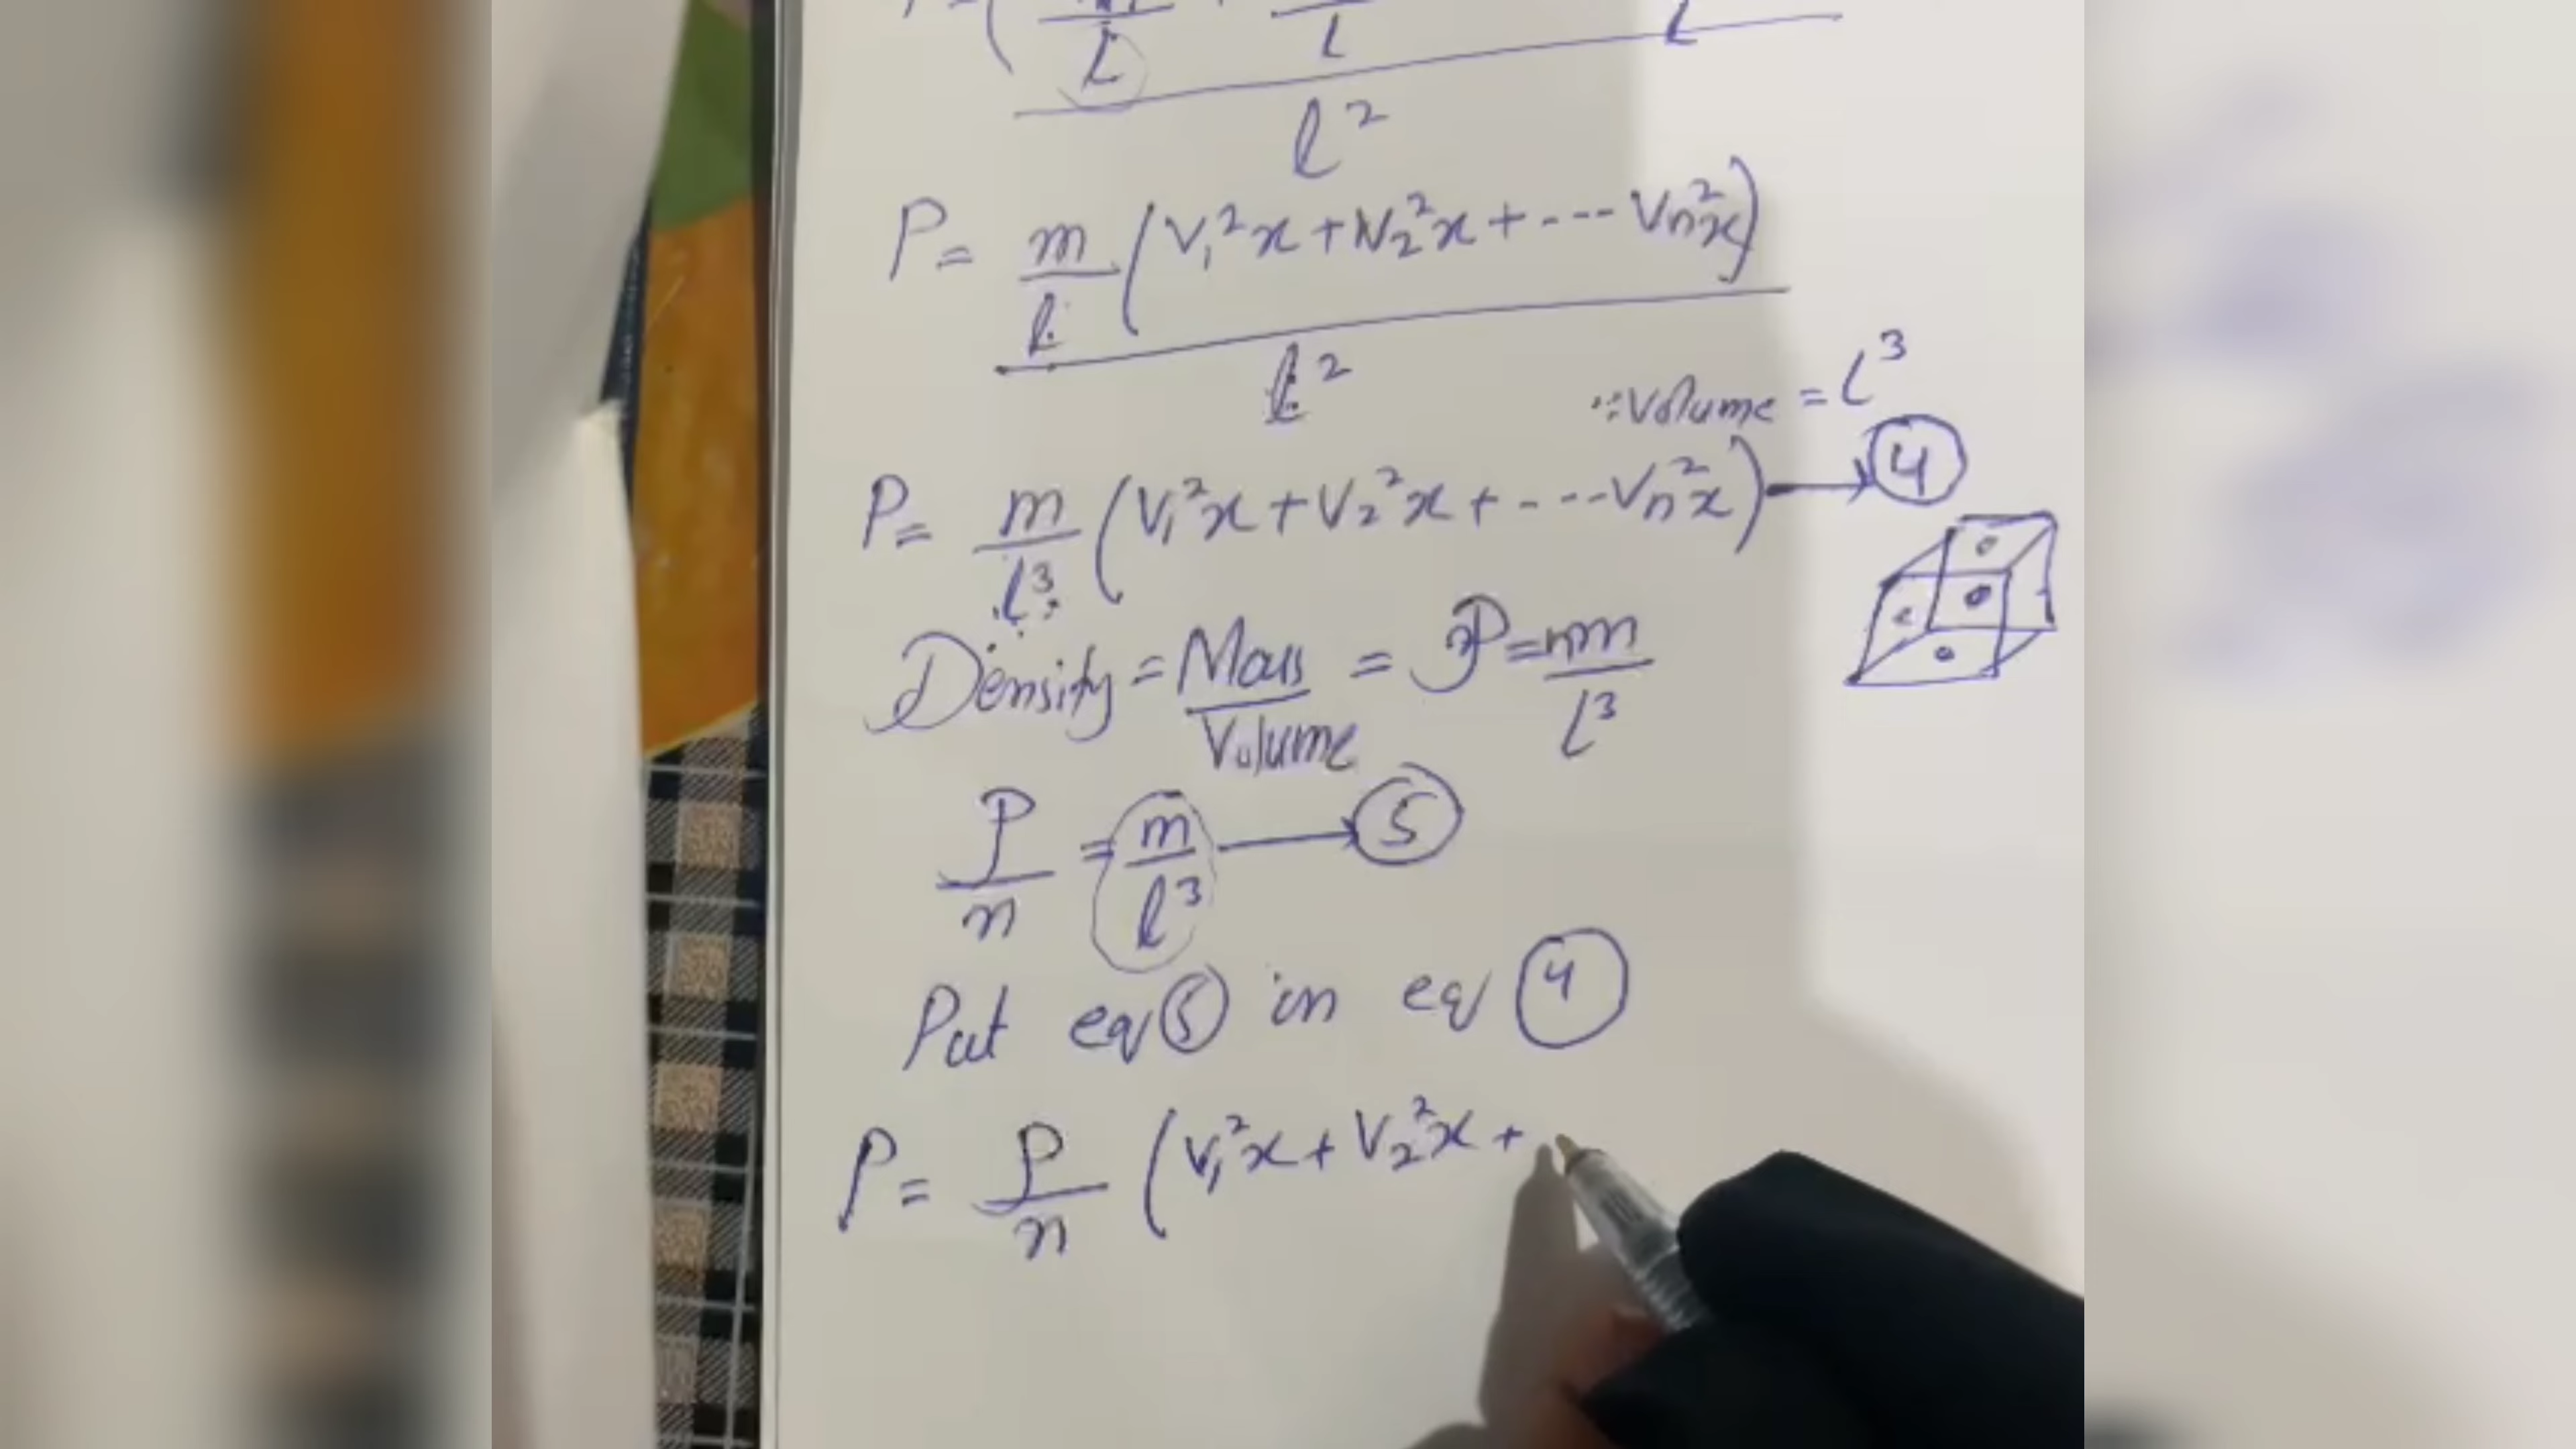 L L L
l²
P = m/l (V₁²x + V₂²x + ---- Vn²x)
l²
∵ Volume = l³
P = m/l³ (V₁²x + V₂²x + ---- Vn²x) → ④
Density = Mass/Volume = ρ = nm/l³
ρ/n = m/l³ → ⑤
Put eq ⑤ in eq ④
P = ρ/n (V₁²x + V₂²x +